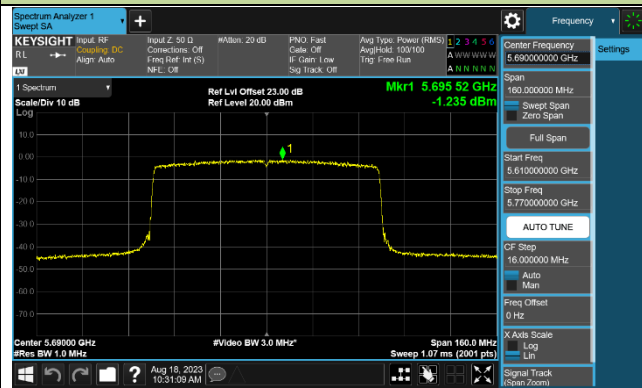 Spectrum Analyzer 1
Swept SA
Frequency
KEYSIGHT
RL
LXI
Input: RF
Coupling: DC
Align: Auto
Input Z: 50 Ω
Corrections: Off
Freq Ref: Int (S)
NFE: Off
#Atten: 20 dB
PNO: Fast
Gate: Off
IF Gain: Low
Sig Track: Off
Avg Type: Power (RMS)
Avg|Hold: 100/100
Trig: Free Run
1 2 3 4 5 6
A W W W W W
A N N N N N
1 Spectrum
Scale/Div 10 dB
Log
Ref Lvl Offset 23.00 dB
Ref Level 20.00 dBm
Mkr1 5.695 52 GHz
-1.235 dBm
10.0
0.00
-10.0
-20.0
-30.0
-40.0
-50.0
-60.0
-70.0
1
Center 5.69000 GHz
#Res BW 1.0 MHz
#Video BW 3.0 MHz*
Span 160.0 MHz
Sweep 1.07 ms (2001 pts)
Aug 18, 2023
10:31:09 AM
Center Frequency
5.690000000 GHz
Settings
Span
160.000000 MHz
Swept Span
Zero Span
Full Span
Start Freq
5.610000000 GHz
Stop Freq
5.770000000 GHz
AUTO TUNE
CF Step
16.000000 MHz
Auto
Man
Freq Offset
0 Hz
X Axis Scale
Log
Lin
Signal Track
(Span Zoom)